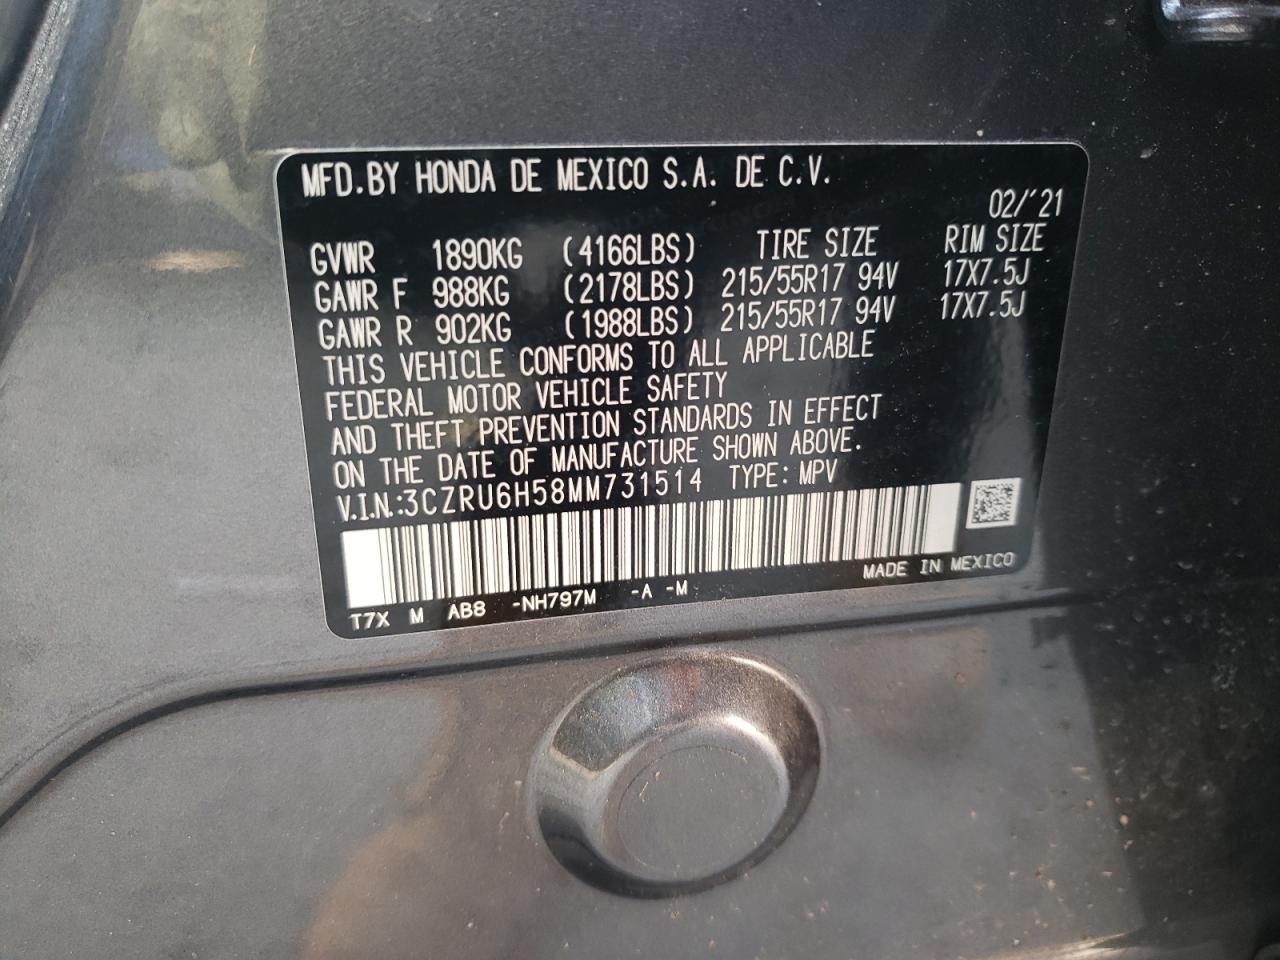 MFD.BY HONDA DE MEXICO S.A. DE C.V.
02/'21
GVWR 1890KG (4166LBS) TIRE SIZE RIM SIZE
GAWR F 988KG (2178LBS) 215/55R17 94V 17X7.5J
GAWR R 902KG (1988LBS) 215/55R17 94V 17X7.5J
THIS VEHICLE CONFORMS TO ALL APPLICABLE
FEDERAL MOTOR VEHICLE SAFETY
AND THEFT PREVENTION STANDARDS IN EFFECT
ON THE DATE OF MANUFACTURE SHOWN ABOVE.
V.I.N.:3CZRU6H58MM731514 TYPE: MPV
MADE IN MEXICO
T7X M AB8 -NH797M -A -M